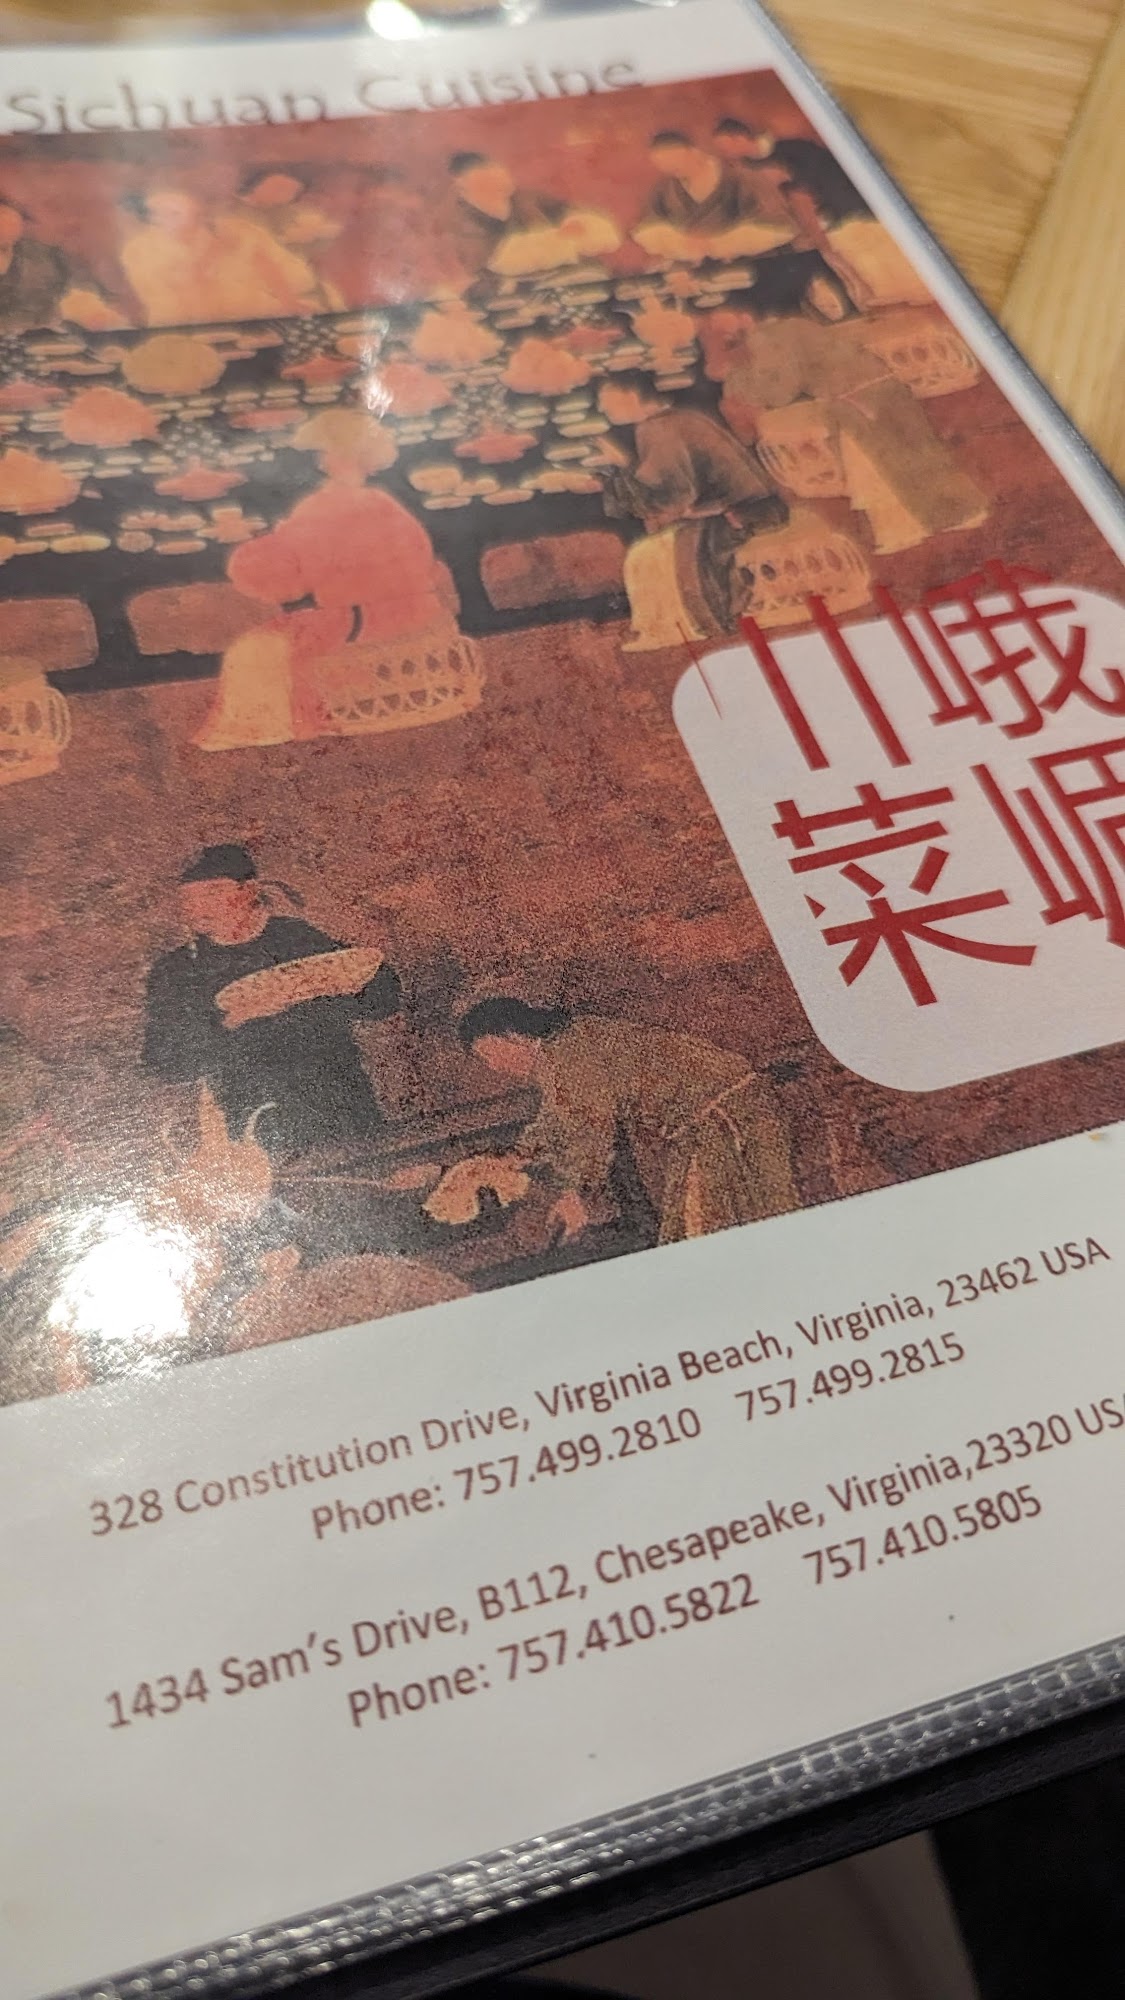 Sichuan Cuisine
川峨
菜嵋
328 Constitution Drive, Virginia Beach, Virginia, 23462 USA
Phone: 757.499.2810 757.499.2815
1434 Sam's Drive, B112, Chesapeake, Virginia,23320 USA
Phone: 757.410.5822 757.410.5805